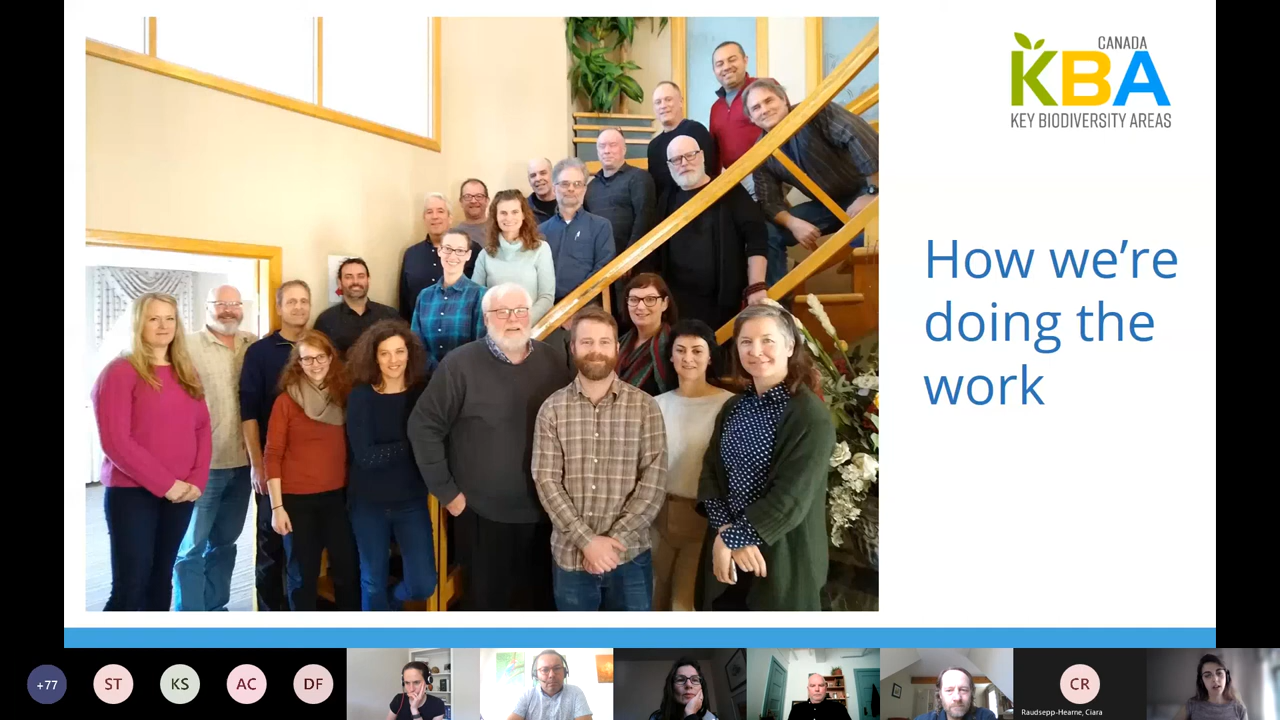 CANADA
KBA
KEY BIODIVERSITY AREAS
How we're
doing the
work
+77
ST
KS
AC
DF
CR
Raudsepp-Hearne, Ciara